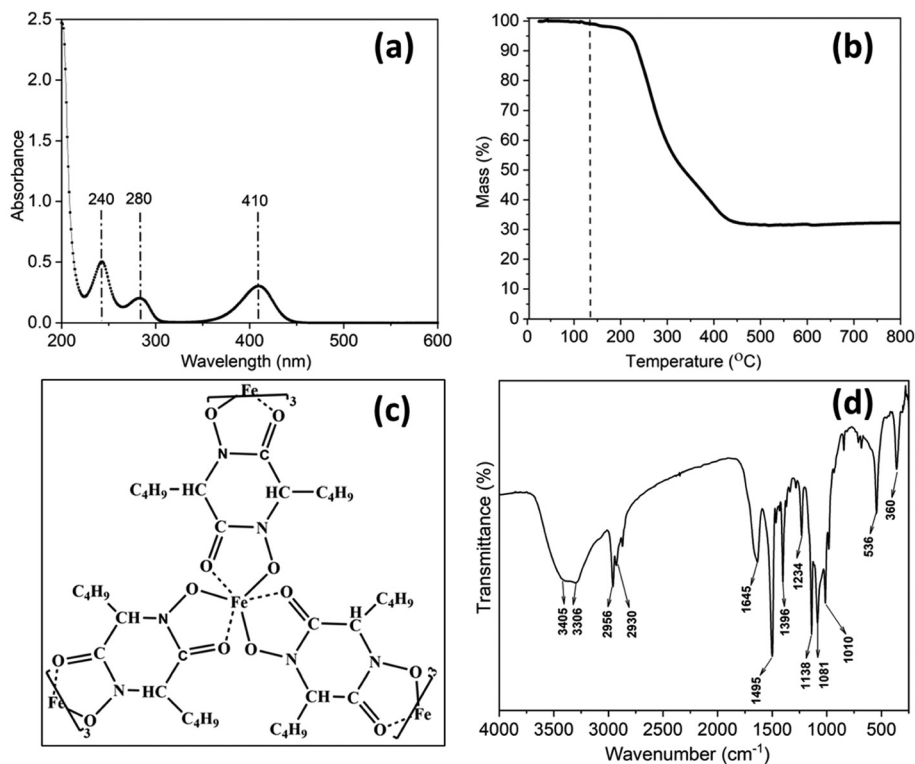 (a)
2.5
2.0
1.5
1.0
0.5
0.0
Absorbance
240
280
410
200
300
400
500
600
Wavelength (nm)
(b)
100
90
80
70
60
50
40
30
20
10
0
Mass (%)
0
100
200
300
400
500
600
700
800
Temperature (°C)
(c)
Fe
3
O
O
N
C
C4H9
HC
HC
C4H9
C
N
O
O
C4H9
C4H9
O
Fe
O
CH
N
C
H
O
C
C
O
O
N
C
N
O
Fe
N
CH
CH
C
Fe
O
3
C4H9
C4H9
O
3
(d)
Transmittance (%)
3405
3306
2956
2930
1645
1495
1396
1234
1138
1081
1010
536
360
4000
3500
3000
2500
2000
1500
1000
500
Wavenumber (cm-1)